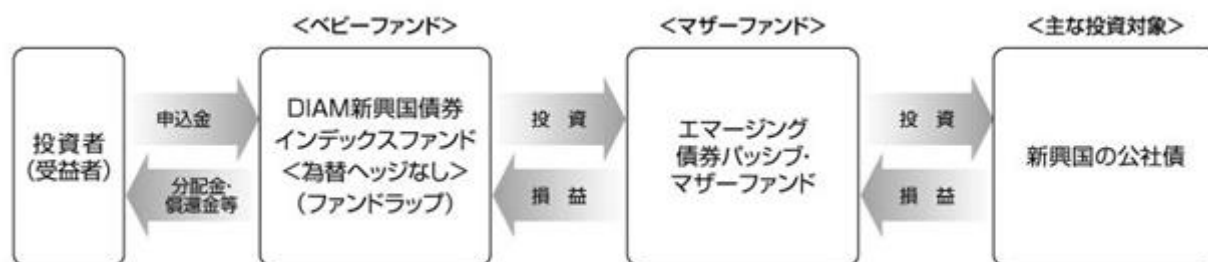 <ベビーファンド>
<マザーファンド>
<主な投資対象>
投資者
(受益者)
申込金
分配金・
償還金等
DIAM新興国債券
インデックスファンド
<為替ヘッジなし>
(ファンドラップ)
投 資
損 益
エマージング
債券パッシブ・
マザーファンド
投 資
損 益
新興国の公社債